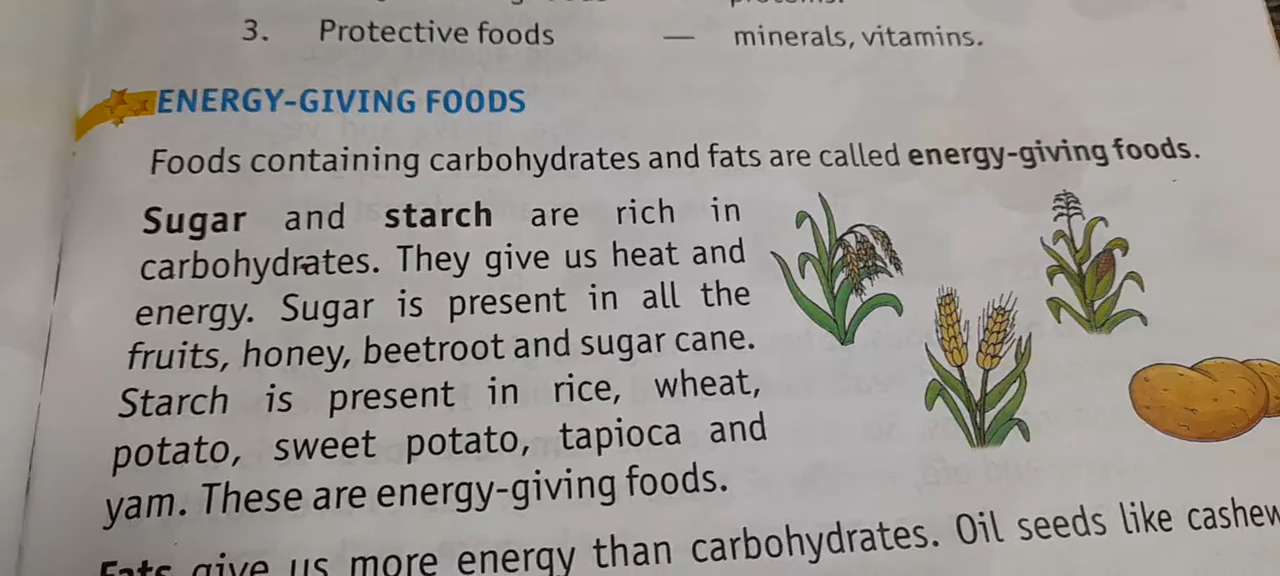 proteins.
3. Protective foods — minerals, vitamins.
ENERGY-GIVING FOODS
Foods containing carbohydrates and fats are called energy-giving foods.
Sugar and starch are rich in
carbohydrates. They give us heat and
energy. Sugar is present in all the
fruits, honey, beetroot and sugar cane.
Starch is present in rice, wheat,
potato, sweet potato, tapioca and
yam. These are energy-giving foods.
Fats give us more energy than carbohydrates. Oil seeds like cashew